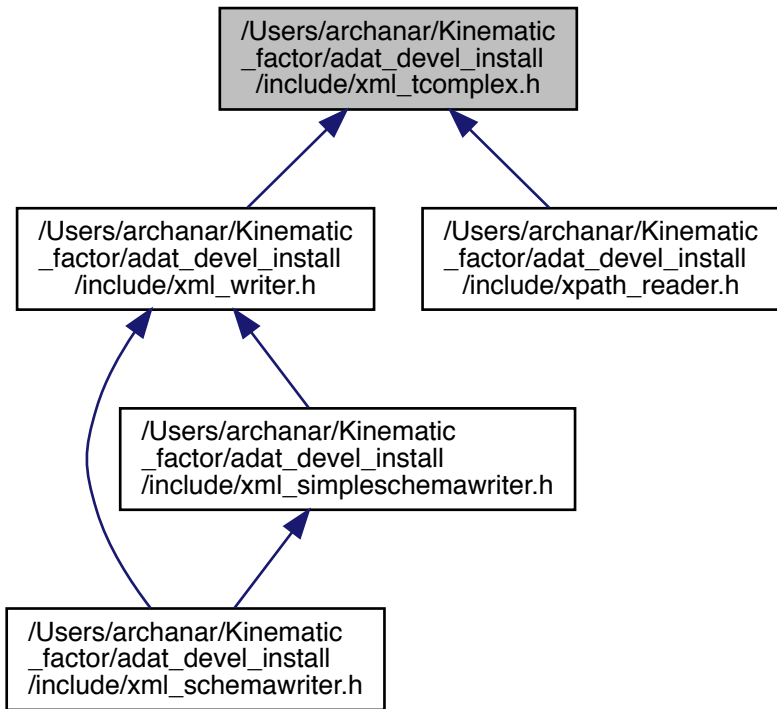 /Users/archanar/Kinematic
_factor/adat_devel_install
/include/xml_tcomplex.h
/Users/archanar/Kinematic
_factor/adat_devel_install
/include/xml_writer.h
/Users/archanar/Kinematic
_factor/adat_devel_install
/include/xpath_reader.h
/Users/archanar/Kinematic
_factor/adat_devel_install
/include/xml_simpleschemawriter.h
/Users/archanar/Kinematic
_factor/adat_devel_install
/include/xml_schemawriter.h